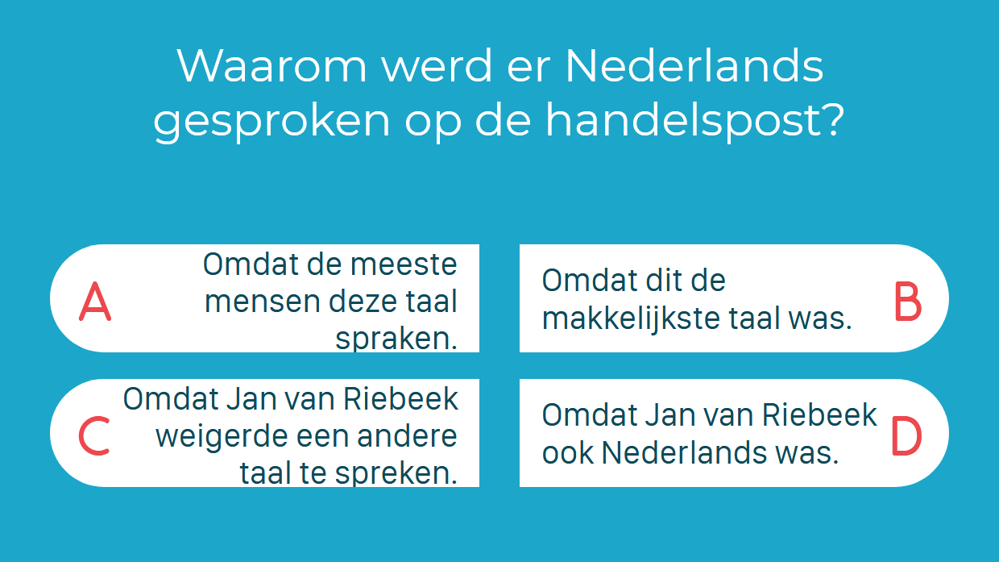 Waarom werd er Nederlands
gesproken op de handelspost?
A
Omdat de meeste
mensen deze taal
spraken.
Omdat dit de
makkelijkste taal was.
B
C
Omdat Jan van Riebeek
weigerde een andere
taal te spreken.
Omdat Jan van Riebeek
ook Nederlands was.
D